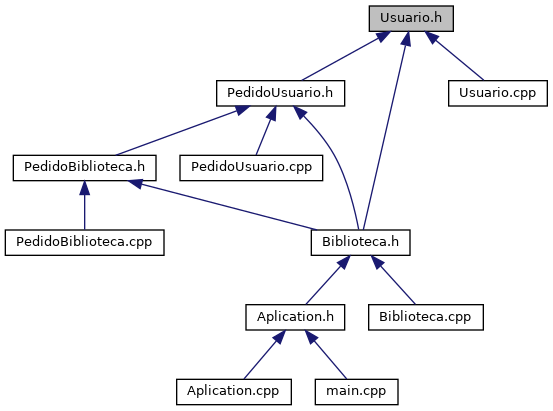 Usuario.h
PedidoUsuario.h
Usuario.cpp
PedidoBiblioteca.h
PedidoUsuario.cpp
PedidoBiblioteca.cpp
Biblioteca.h
Aplication.h
Biblioteca.cpp
Aplication.cpp
main.cpp